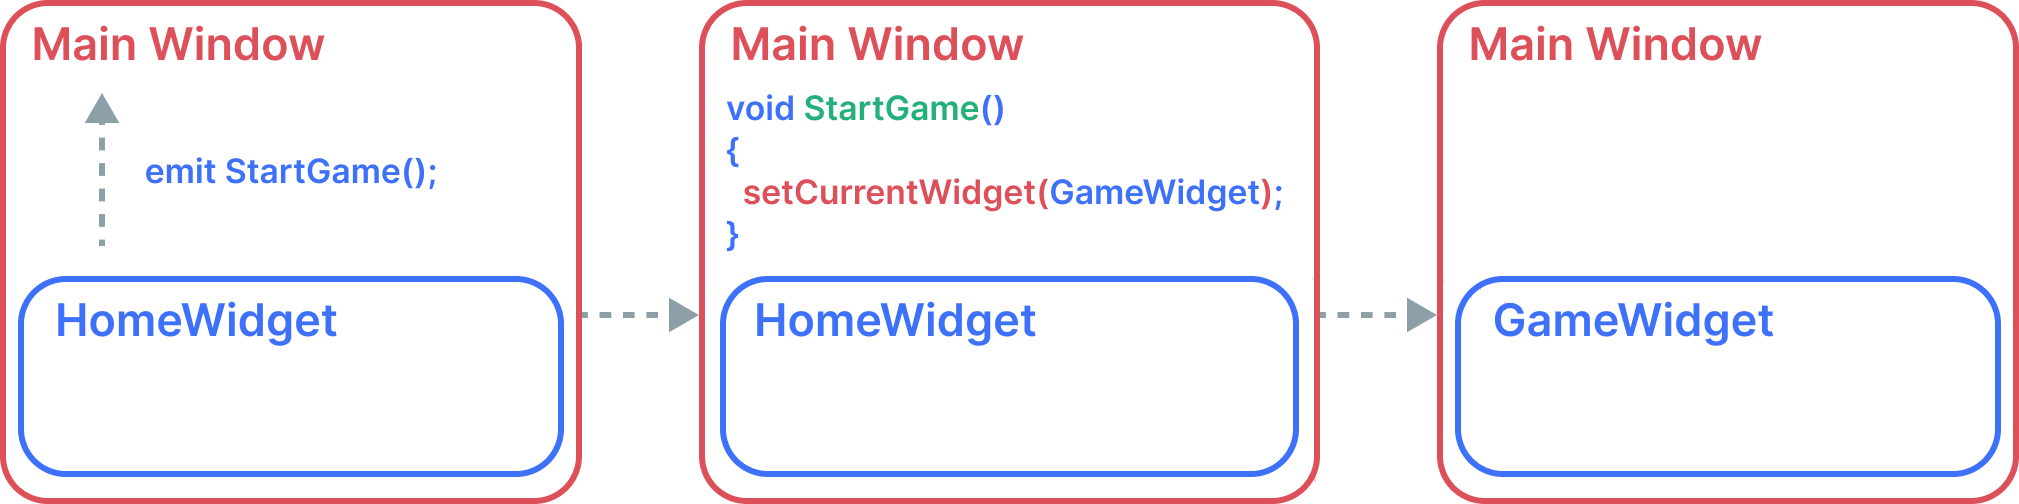 Main Window
emit StartGame();
HomeWidget
Main Window
void StartGame()
{
setCurrentWidget(GameWidget);
}
HomeWidget
Main Window
GameWidget